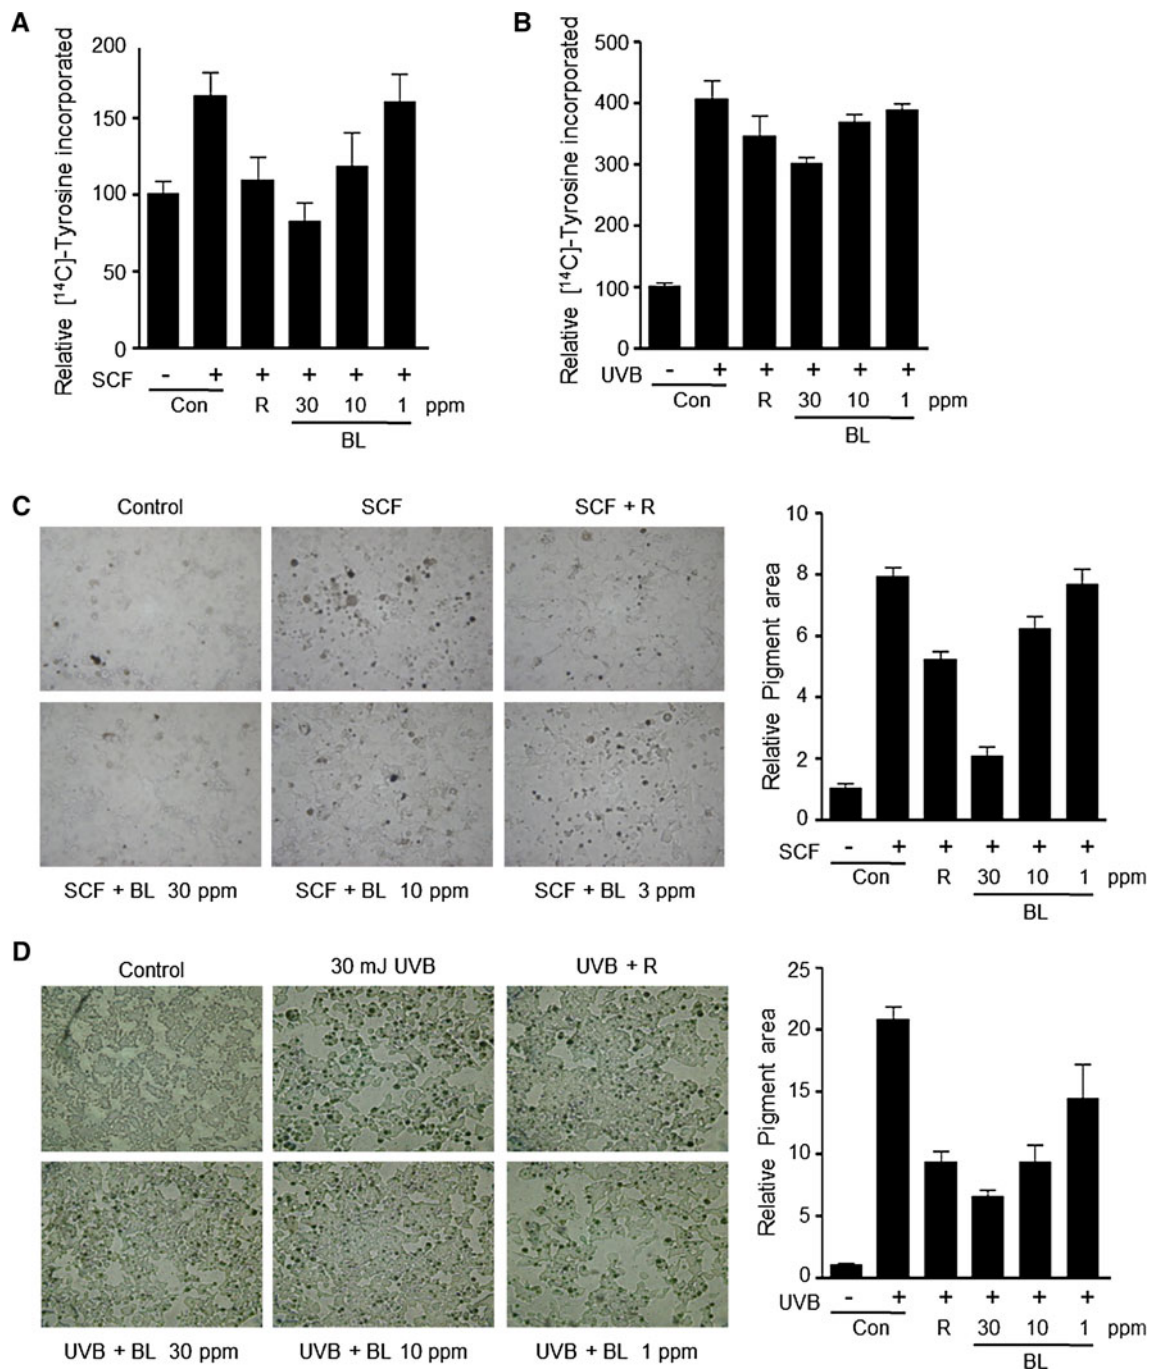 A
Relative [¹⁴C]-Tyrosine incorporated
200
150
100
50
0
SCF - + + + + +
Con R 30 10 1 ppm
BL
B
Relative [¹⁴C]-Tyrosine incorporated
500
400
300
200
100
0
UVB - + + + + +
Con R 30 10 1 ppm
BL
C
Control SCF SCF + R
SCF + BL 30 ppm SCF + BL 10 ppm SCF + BL 3 ppm
Relative Pigment area
10
8
6
4
2
0
SCF - + + + + +
Con R 30 10 1 ppm
BL
D
Control 30 mJ UVB UVB + R
UVB + BL 30 ppm UVB + BL 10 ppm UVB + BL 1 ppm
Relative Pigment area
25
20
15
10
5
0
UVB - + + + + +
Con R 30 10 1 ppm
BL